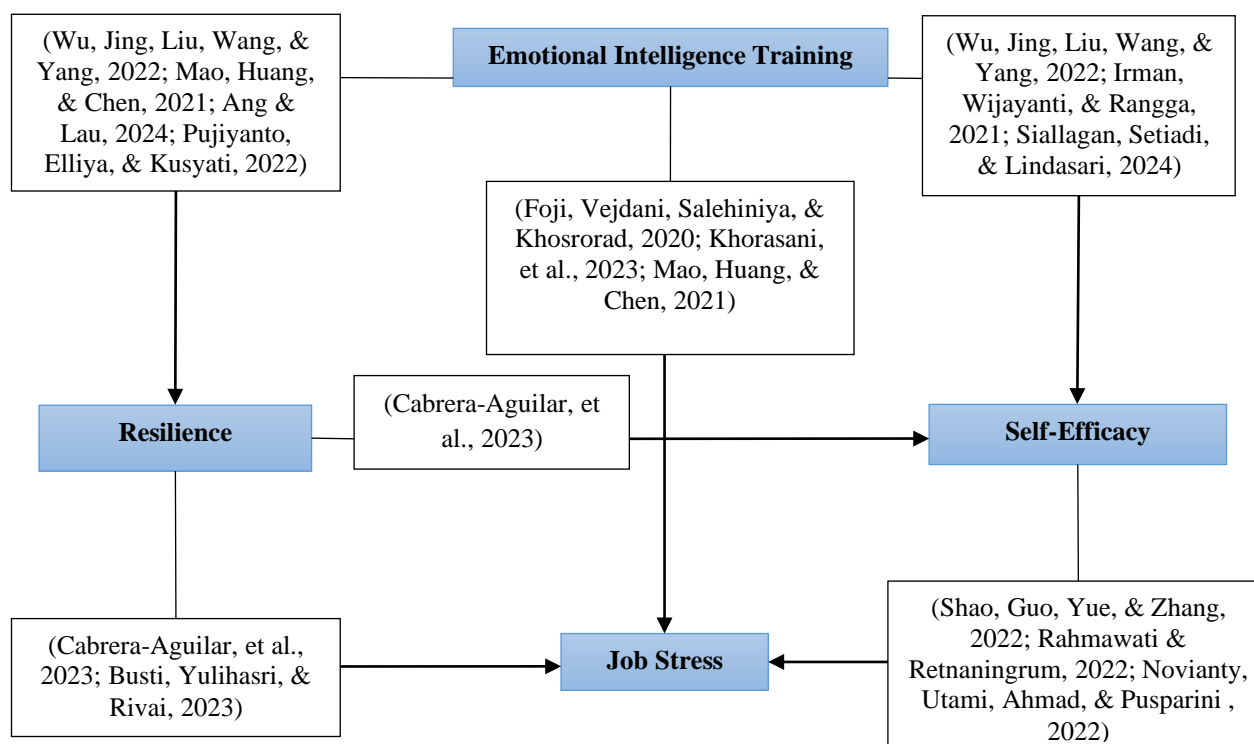 (Wu, Jing, Liu, Wang, &
Yang, 2022; Mao, Huang,
& Chen, 2021; Ang &
Lau, 2024; Pujiyanto,
Elliya, & Kusyati, 2022)
Emotional Intelligence Training
(Wu, Jing, Liu, Wang, &
Yang, 2022; Irman,
Wijayanti, & Rangga,
2021; Siallagan, Setiadi,
& Lindasari, 2024)
(Foji, Vejdani, Salehiniya, &
Khosrorad, 2020; Khorasani,
et al., 2023; Mao, Huang, &
Chen, 2021)
Resilience
(Cabrera-Aguilar, et
al., 2023)
Self-Efficacy
(Cabrera-Aguilar, et al.,
2023; Busti, Yulihasri, &
Rivai, 2023)
Job Stress
(Shao, Guo, Yue, & Zhang,
2022; Rahmawati &
Retnaningrum, 2022; Novianty,
Utami, Ahmad, & Pusparini ,
2022)